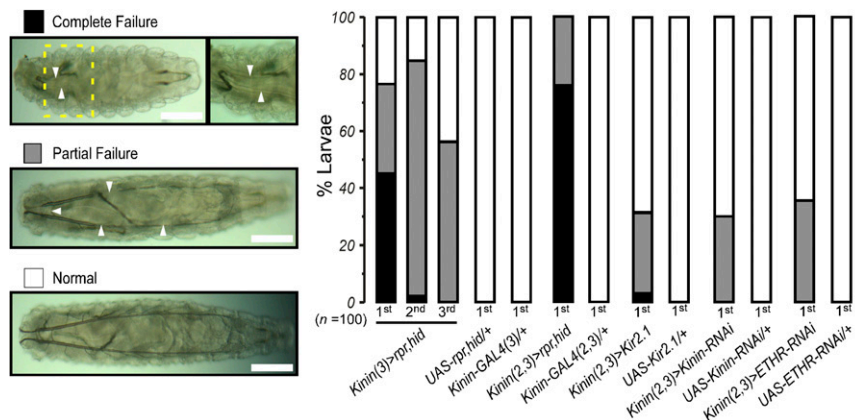 Complete Failure
Partial Failure
Normal
% Larvae
100
80
60
40
20
0
(n =100)
1st 2nd 3rd 1st 1st 1st 1st 1st 1st 1st 1st 1st 1st
Kinin(3)>rpr,hid
UAS-rpr,hid/+
Kinin-GAL4(3)/+
Kinin(2,3)>rpr,hid
Kinin-GAL4(2,3)/+
Kinin(2,3)>Kir2.1
UAS-Kir2.1/+
Kinin(2,3)>Kinin-RNAi
UAS-Kinin-RNAi/+
Kinin(2,3)>ETHR-RNAi
UAS-ETHR-RNAi/+